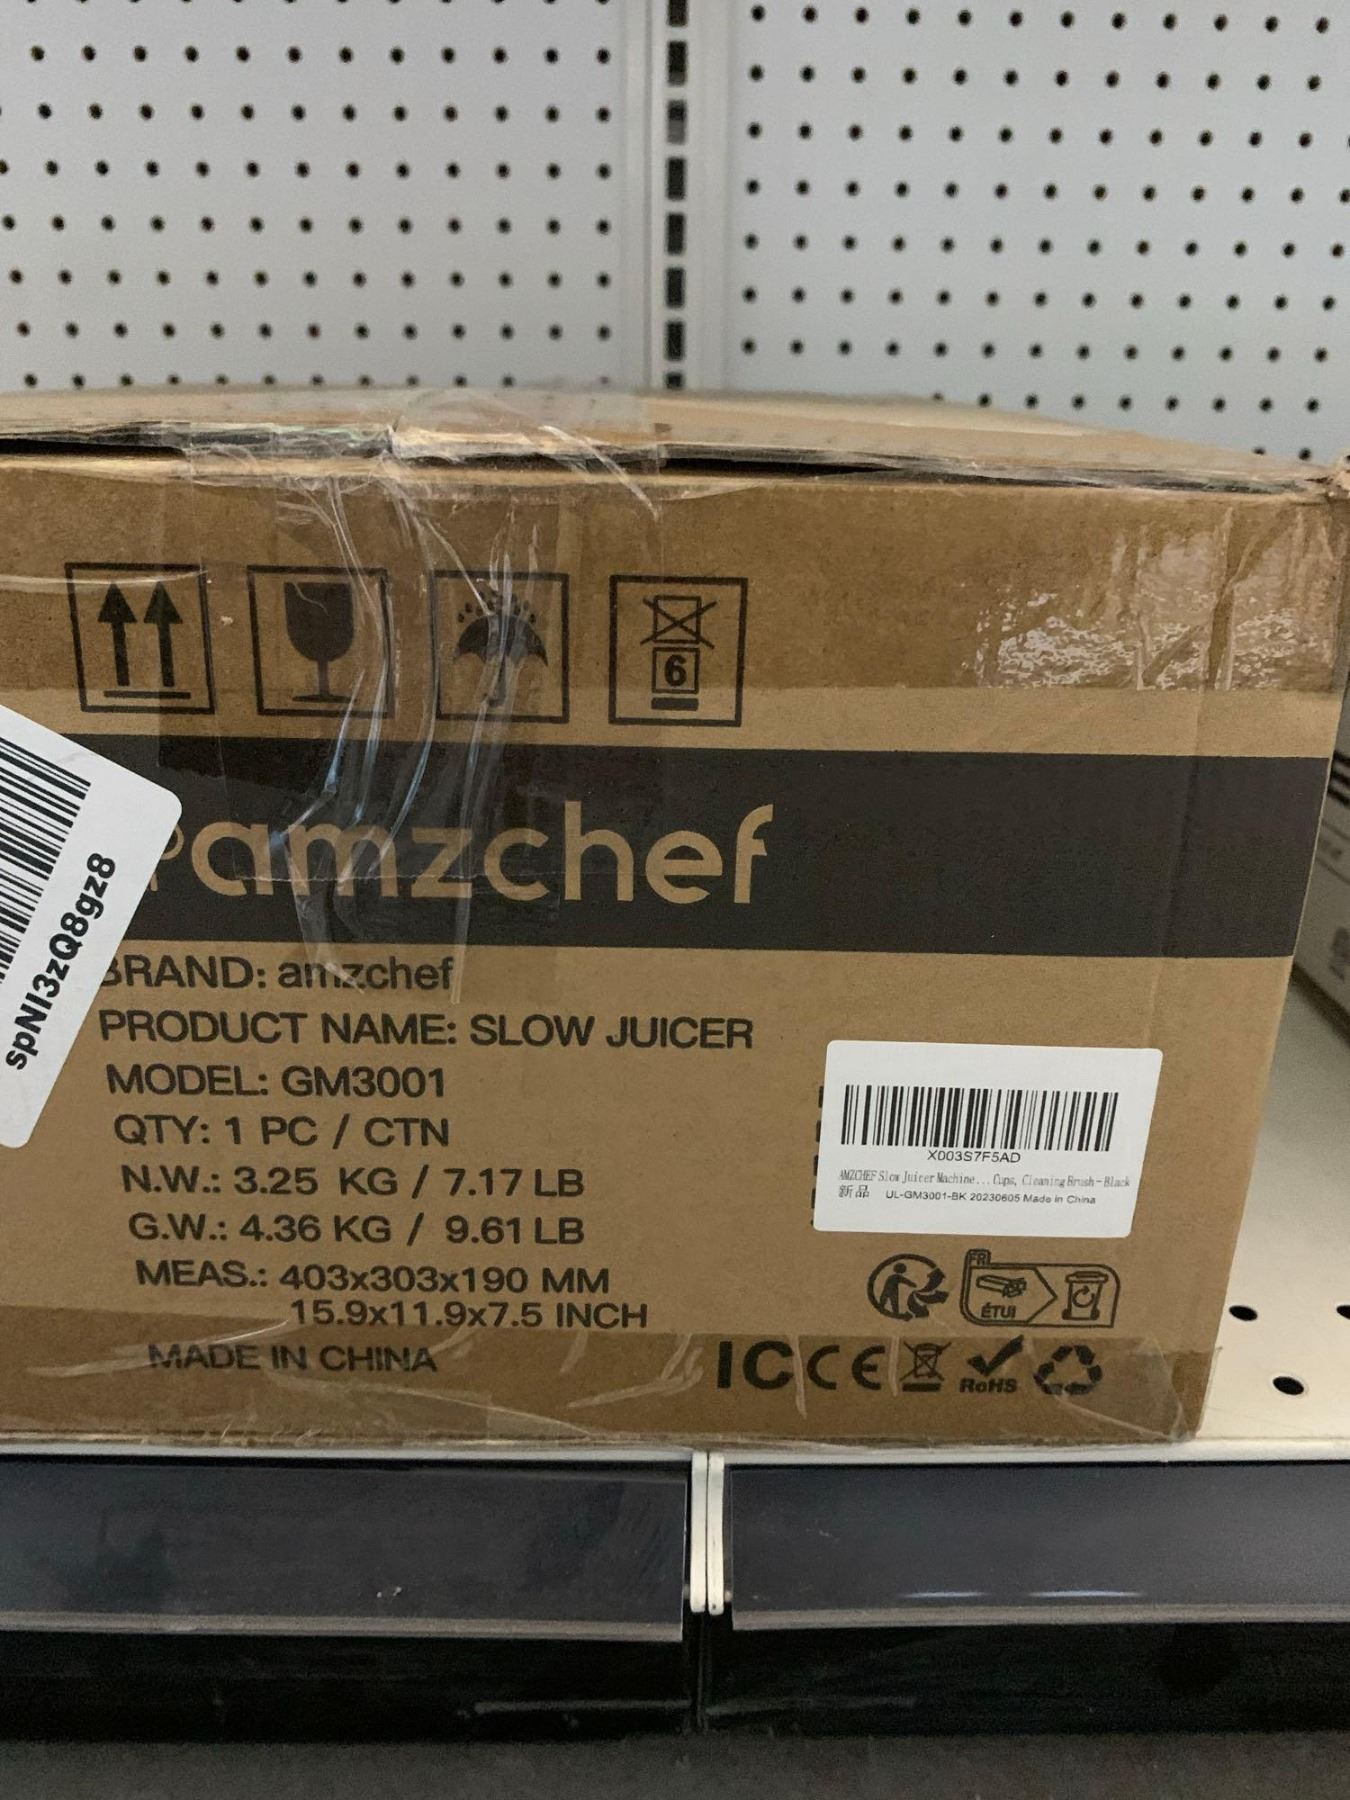 6
amzchef
spNI3zQ8gz8
BRAND: amzchef
PRODUCT NAME: SLOW JUICER
MODEL: GM3001
QTY: 1 PC / CTN
N.W.: 3.25 KG / 7.17 LB
G.W.: 4.36 KG / 9.61 LB
MEAS.: 403x303x190 MM
15.9x11.9x7.5 INCH
MADE IN CHINA
X003S7F5AD
AMZCHEF Slow Juicer Machine... Cups, Cleaning Brush-Black
新品 UL-GM3001-BK 20230605 Made in China
FR
ÉTUI
IC CE RoHS